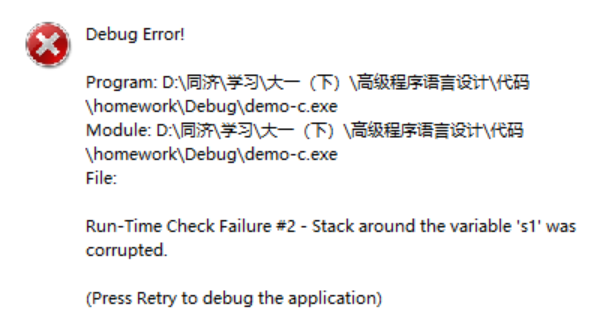 Debug Error!
Program: D:\同济\学习\大一（下）\高级程序语言设计\代码
\homework\Debug\demo-c.exe
Module: D:\同济\学习\大一（下）\高级程序语言设计\代码
\homework\Debug\demo-c.exe
File:
Run-Time Check Failure #2 - Stack around the variable 's1' was
corrupted.
(Press Retry to debug the application)